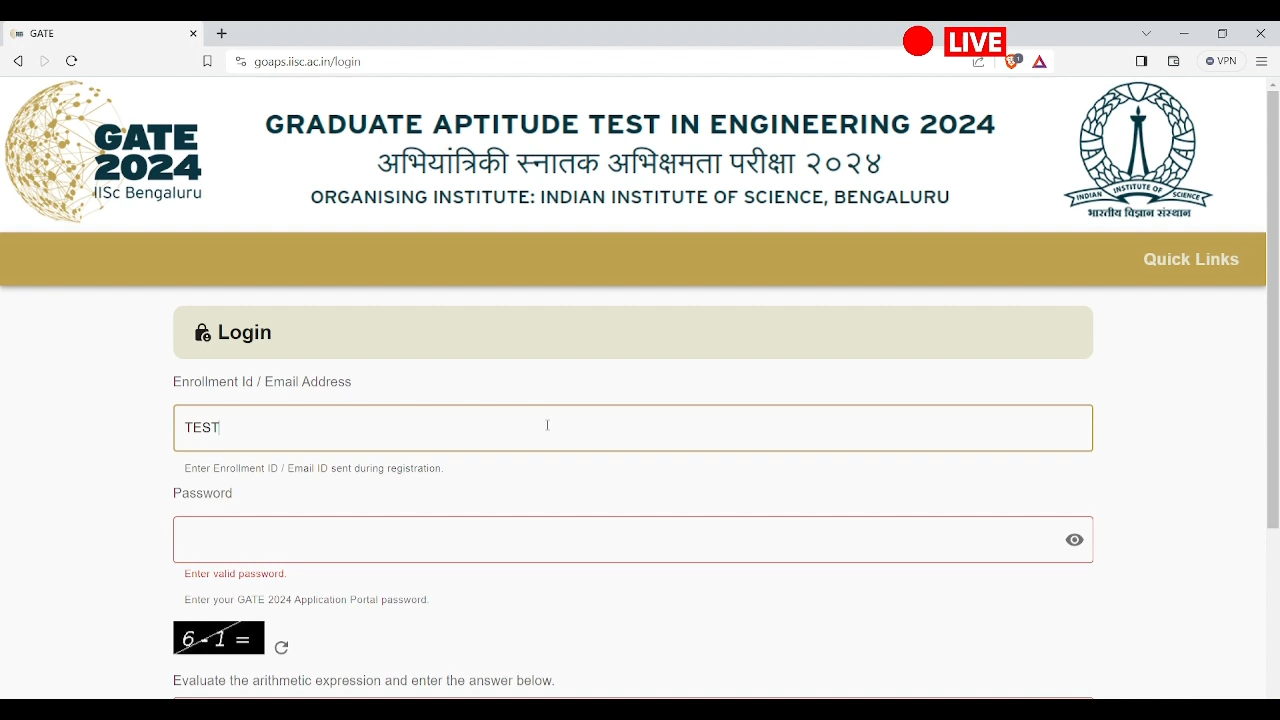 GATE
LIVE
goaps.iisc.ac.in/login
1
VPN
GATE
2024
IISc Bengaluru
GRADUATE APTITUDE TEST IN ENGINEERING 2024
अभियांत्रिकी स्नातक अभिक्षमता परीक्षा २०२४
ORGANISING INSTITUTE: INDIAN INSTITUTE OF SCIENCE, BENGALURU
INDIAN INSTITUTE OF SCIENCE
भारतीय विज्ञान संस्थान
Quick Links
Login
Enrollment Id / Email Address
TEST
Enter Enrollment ID / Email ID sent during registration.
Password
Enter valid password.
Enter your GATE 2024 Application Portal password.
6 - 1 =
Evaluate the arithmetic expression and enter the answer below.